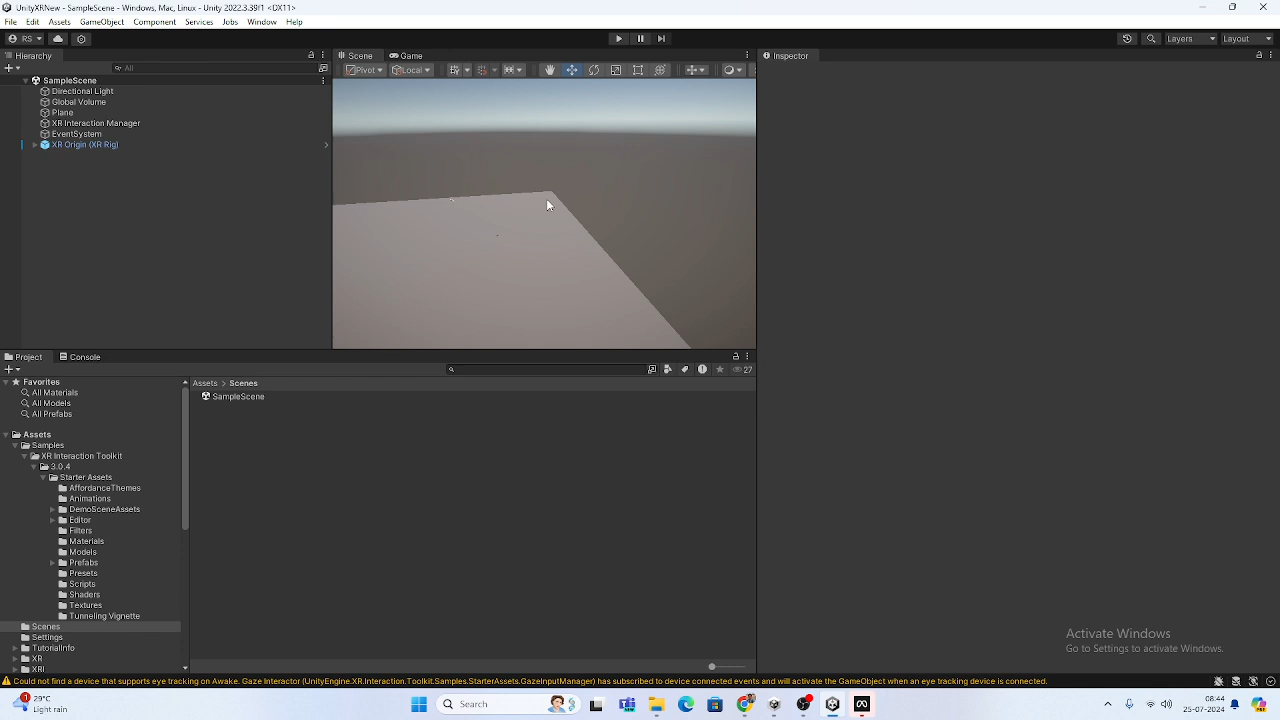 UnityXRNew - SampleScene - Windows, Mac, Linux - Unity 2022.3.39f1 <DX11>
File Edit Assets GameObject Component Services Jobs Window Help
RS Layers Layout
Hierarchy Scene Game Inspector
All Pivot Local
SampleScene
Directional Light
Global Volume
Plane
XR Interaction Manager
EventSystem
XR Origin (XR Rig)
Project Console
27
Favorites
All Materials
All Models
All Prefabs
Assets
Samples
XR Interaction Toolkit
3.0.4
Starter Assets
AffordanceThemes
Animations
DemoSceneAssets
Editor
Filters
Materials
Models
Prefabs
Presets
Scripts
Shaders
Textures
Tunneling Vignette
Scenes
Settings
TutorialInfo
XR
XRI
Assets > Scenes
SampleScene
Activate Windows
Go to Settings to activate Windows.
Could not find a device that supports eye tracking on Awake. Gaze Interactor (UnityEngine.XR.Interaction.Toolkit.Samples.StarterAssets.GazeInputManager) has subscribed to device connected events and will activate the GameObject when an eye tracking device is connected.
1
29°C
Light rain
Search
08:44
25-07-2024